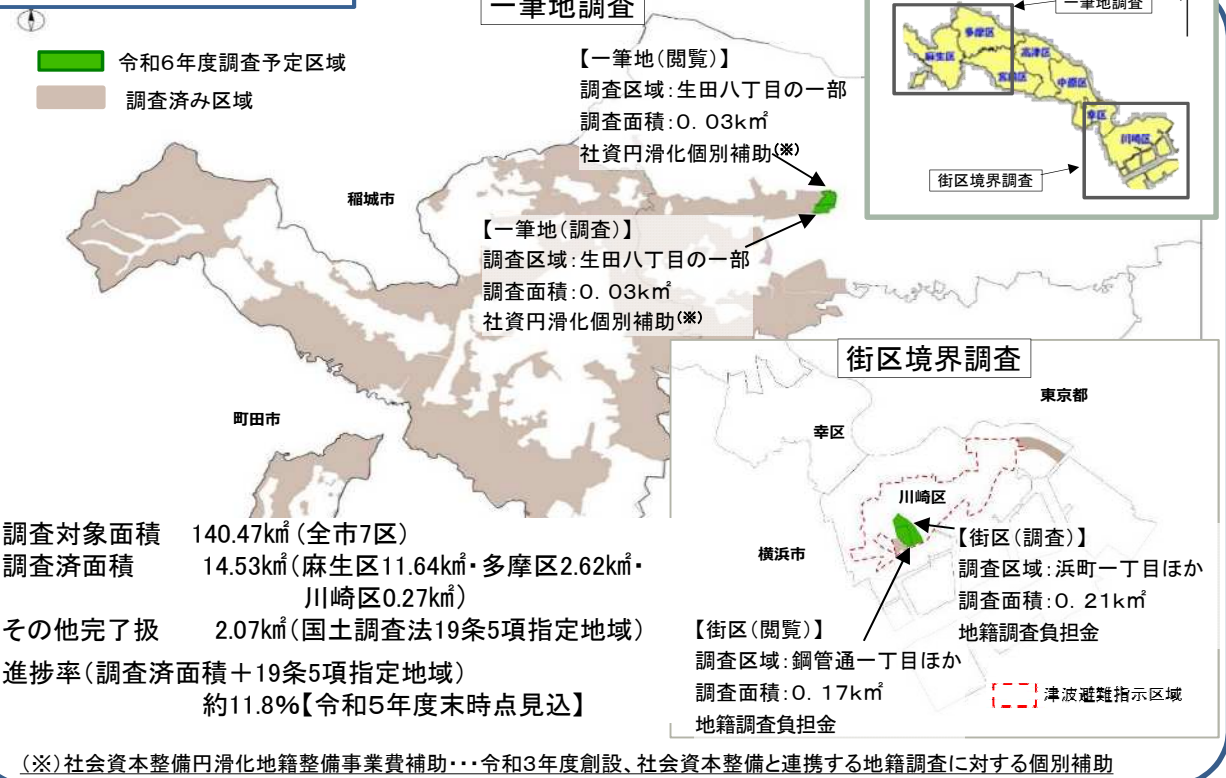 一筆地調査
令和6年度調査予定区域
調査済み区域
【一筆地(閲覧)】
調査区域:生田八丁目の一部
調査面積:0.03k㎡
社資円滑化個別補助(※)
稲城市
【一筆地(調査)】
調査区域:生田八丁目の一部
調査面積:0.03k㎡
社資円滑化個別補助(※)
町田市
一筆地調査
多摩区
麻生区
高津区
宮前区
中原区
幸区
川崎区
街区境界調査
街区境界調査
東京都
幸区
川崎区
横浜市
【街区(調査)】
調査区域:浜町一丁目ほか
調査面積:0.21k㎡
地籍調査負担金
【街区(閲覧)】
調査区域:鋼管通一丁目ほか
調査面積:0.17k㎡
地籍調査負担金
津波避難指示区域
調査対象面積 140.47㎢(全市7区)
調査済面積 14.53㎢(麻生区11.64㎢・多摩区2.62㎢・
川崎区0.27㎢)
その他完了扱 2.07㎢(国土調査法19条5項指定地域)
進捗率(調査済面積+19条5項指定地域)
約11.8%【令和5年度末時点見込】
(※)社会資本整備円滑化地籍整備事業費補助・・・令和3年度創設、社会資本整備と連携する地籍調査に対する個別補助